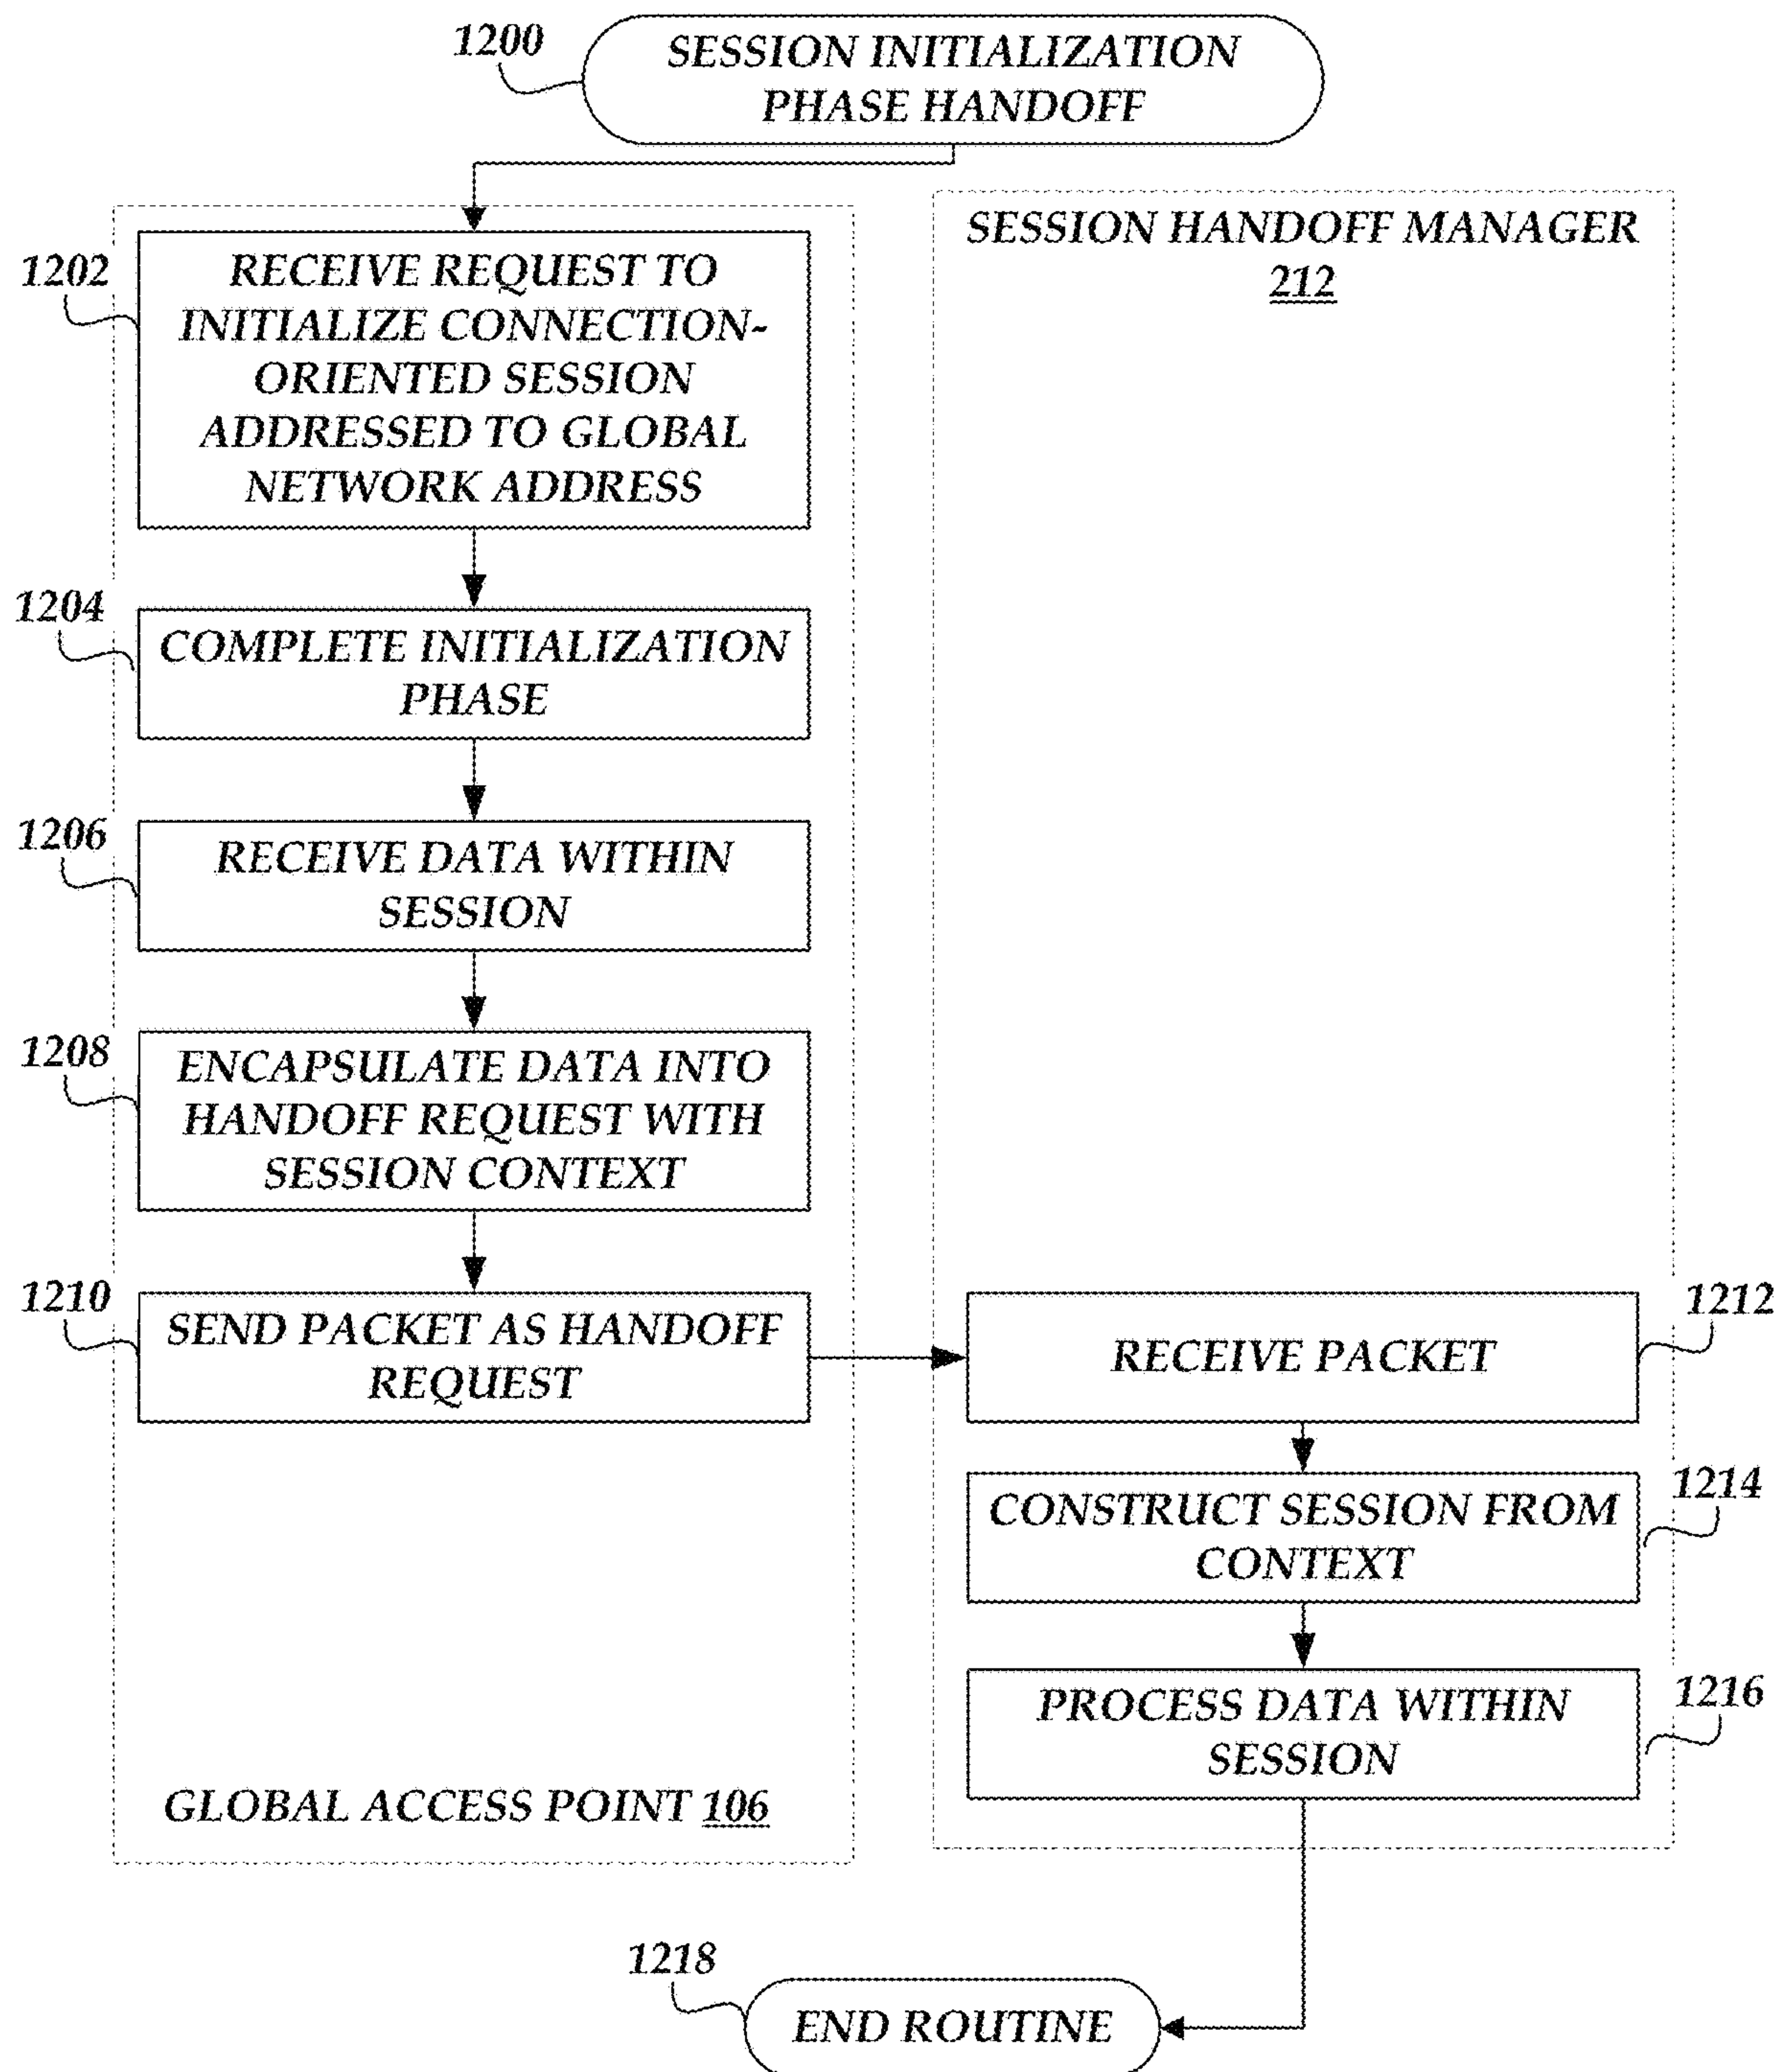 1200
SESSION INITIALIZATION
PHASE HANDOFF
1202
RECEIVE REQUEST TO
INITIALIZE CONNECTION-
ORIENTED SESSION
ADDRESSED TO GLOBAL
NETWORK ADDRESS
1204
COMPLETE INITIALIZATION
PHASE
1206
RECEIVE DATA WITHIN
SESSION
1208
ENCAPSULATE DATA INTO
HANDOFF REQUEST WITH
SESSION CONTEXT
1210
SEND PACKET AS HANDOFF
REQUEST
GLOBAL ACCESS POINT 106
SESSION HANDOFF MANAGER
212
1212
RECEIVE PACKET
1214
CONSTRUCT SESSION FROM
CONTEXT
1216
PROCESS DATA WITHIN
SESSION
1218
END ROUTINE